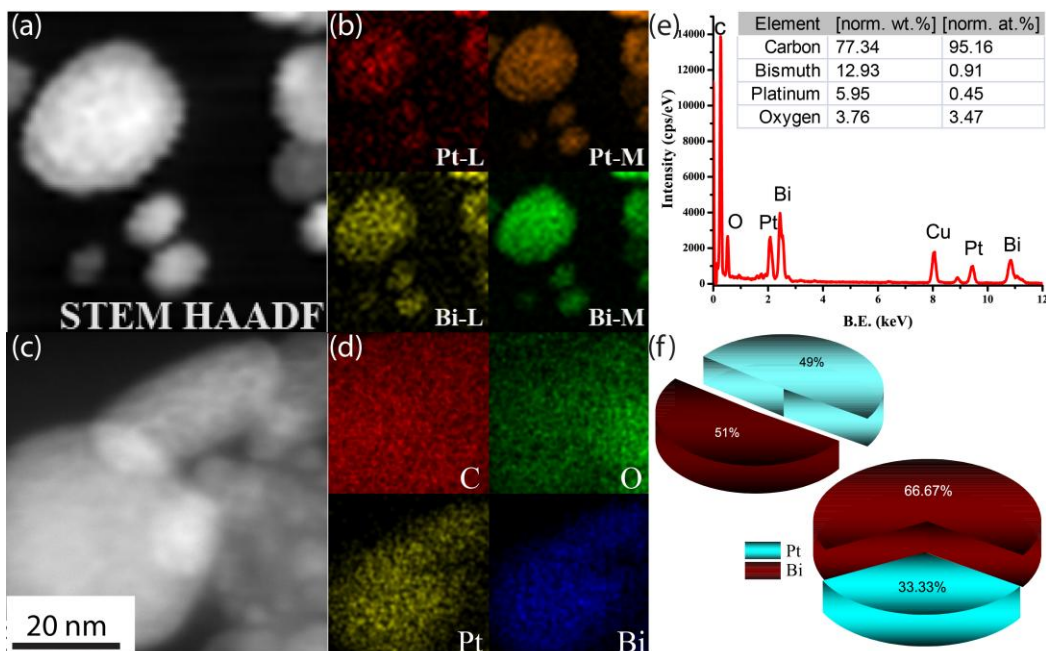 (a)
STEM HAADF
(b)
Pt-L
Pt-M
Bi-L
Bi-M
(c)
20 nm
(d)
C
O
Pt
Bi
(e)
Element [norm. wt.%] [norm. at.%]
Carbon 77.34 95.16
Bismuth 12.93 0.91
Platinum 5.95 0.45
Oxygen 3.76 3.47
14000
12000
10000
8000
6000
4000
2000
0
Intensity (cps/eV)
C
O
Pt
Bi
Cu
Pt
Bi
0 2 4 6 8 10 12
B.E. (keV)
(f)
49%
51%
66.67%
33.33%
Pt
Bi